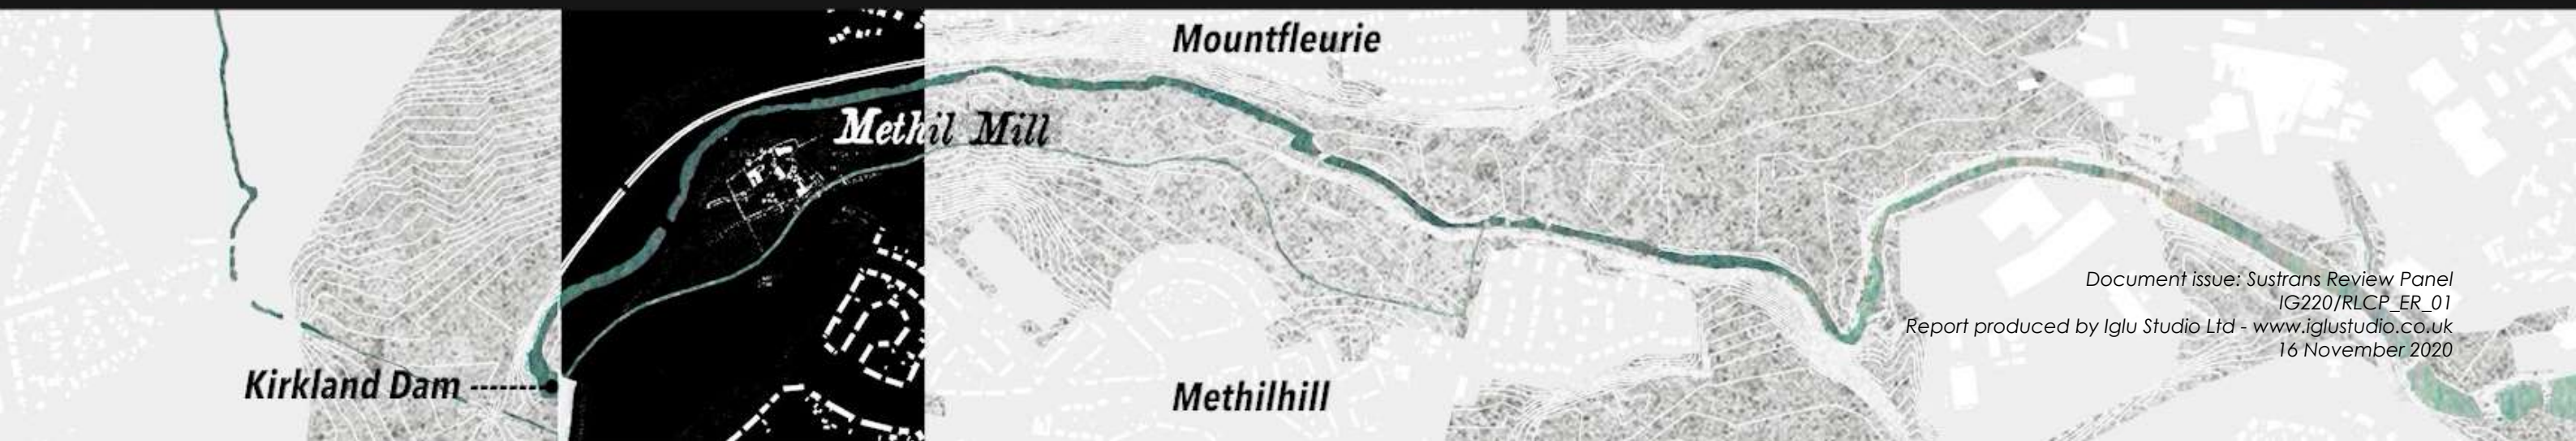 Mountfleurie
Methil Mill
Document issue: Sustrans Review Panel
IG220/RLCP_ER_01
Report produced by Iglu Studio Ltd - www.iglustudio.co.uk
16 November 2020
Kirkland Dam
Methilhill